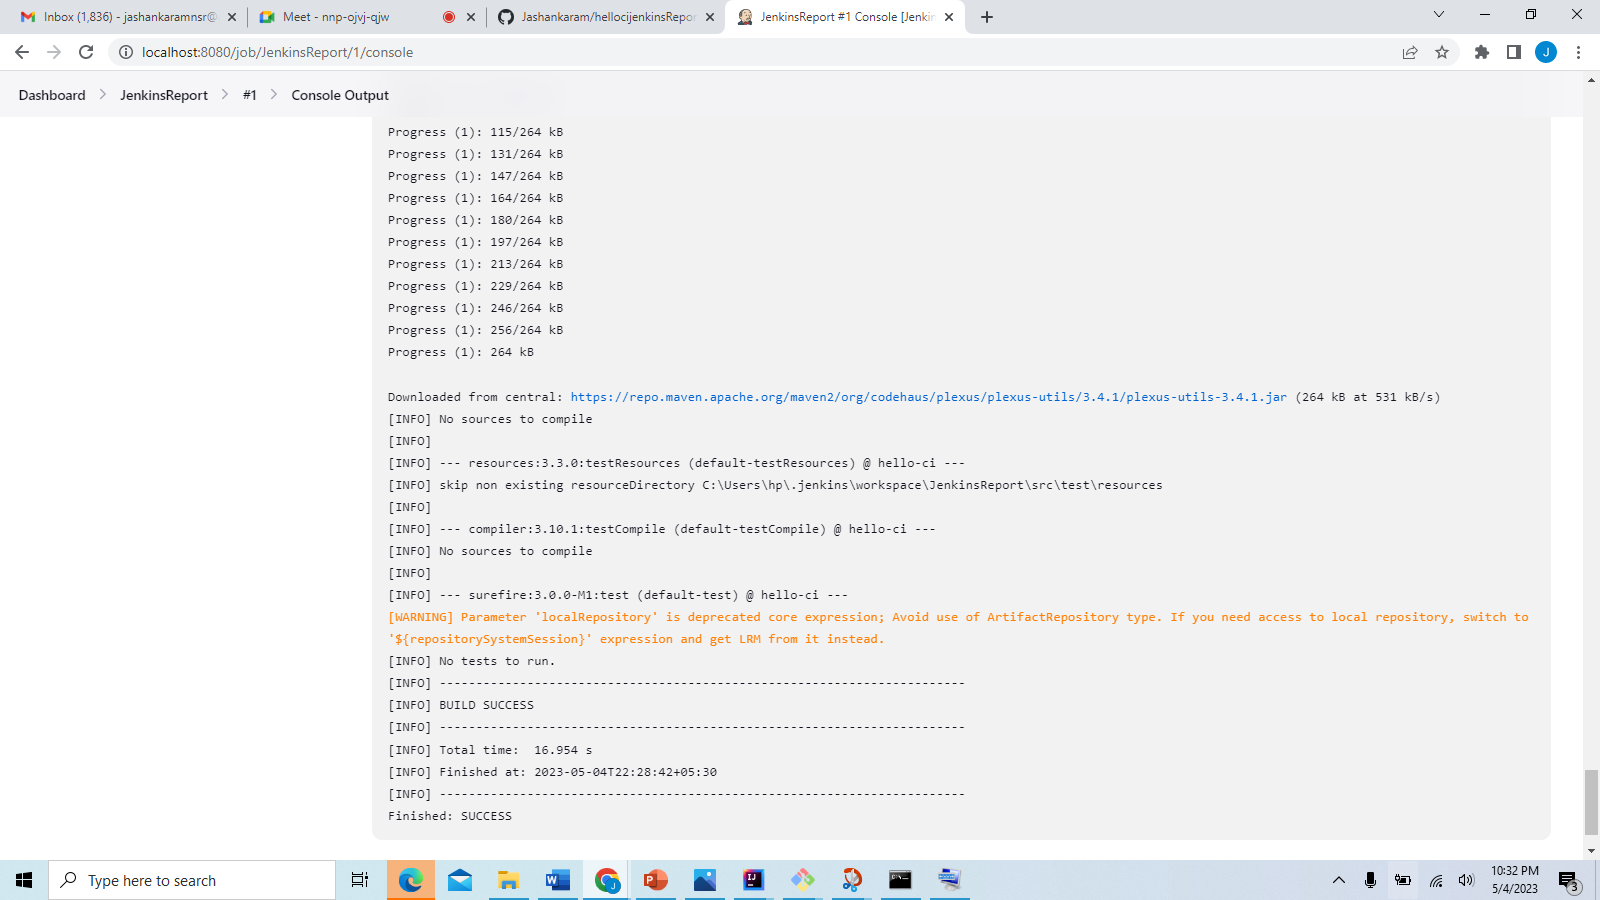 Inbox (1,836) - jashankaramnsr@
Meet - nnp-ojvj-qjw
Jashankaram/hellocijenkinsRepo
JenkinsReport #1 Console [Jenkin
localhost:8080/job/JenkinsReport/1/console
J
Dashboard > JenkinsReport > #1 > Console Output
Progress (1): 115/264 kB
Progress (1): 131/264 kB
Progress (1): 147/264 kB
Progress (1): 164/264 kB
Progress (1): 180/264 kB
Progress (1): 197/264 kB
Progress (1): 213/264 kB
Progress (1): 229/264 kB
Progress (1): 246/264 kB
Progress (1): 256/264 kB
Progress (1): 264 kB
Downloaded from central: https://repo.maven.apache.org/maven2/org/codehaus/plexus/plexus-utils/3.4.1/plexus-utils-3.4.1.jar (264 kB at 531 kB/s)
[INFO] No sources to compile
[INFO]
[INFO] --- resources:3.3.0:testResources (default-testResources) @ hello-ci ---
[INFO] skip non existing resourceDirectory C:\Users\hp\.jenkins\workspace\JenkinsReport\src\test\resources
[INFO]
[INFO] --- compiler:3.10.1:testCompile (default-testCompile) @ hello-ci ---
[INFO] No sources to compile
[INFO]
[INFO] --- surefire:3.0.0-M1:test (default-test) @ hello-ci ---
[WARNING] Parameter 'localRepository' is deprecated core expression; Avoid use of ArtifactRepository type. If you need access to local repository, switch to
'${repositorySystemSession}' expression and get LRM from it instead.
[INFO] No tests to run.
[INFO] ------------------------------------------------------------------------
[INFO] BUILD SUCCESS
[INFO] ------------------------------------------------------------------------
[INFO] Total time:  16.954 s
[INFO] Finished at: 2023-05-04T22:28:42+05:30
[INFO] ------------------------------------------------------------------------
Finished: SUCCESS
Type here to search
10:32 PM
5/4/2023
3